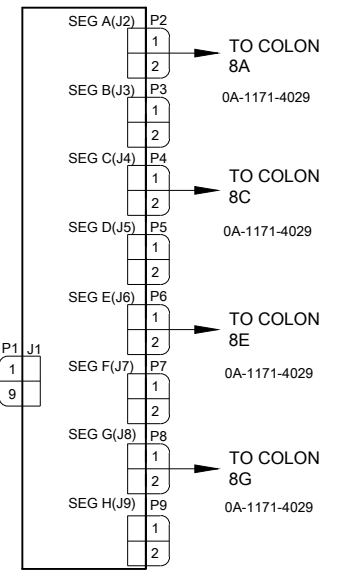 SEG A(J2) P2
1
2
TO COLON
8A
0A-1171-4029
SEG B(J3) P3
1
2
SEG C(J4) P4
1
2
TO COLON
8C
0A-1171-4029
SEG D(J5) P5
1
2
SEG E(J6) P6
1
2
TO COLON
8E
0A-1171-4029
P1 J1
1
9
SEG F(J7) P7
1
2
SEG G(J8) P8
1
2
TO COLON
8G
0A-1171-4029
SEG H(J9) P9
1
2